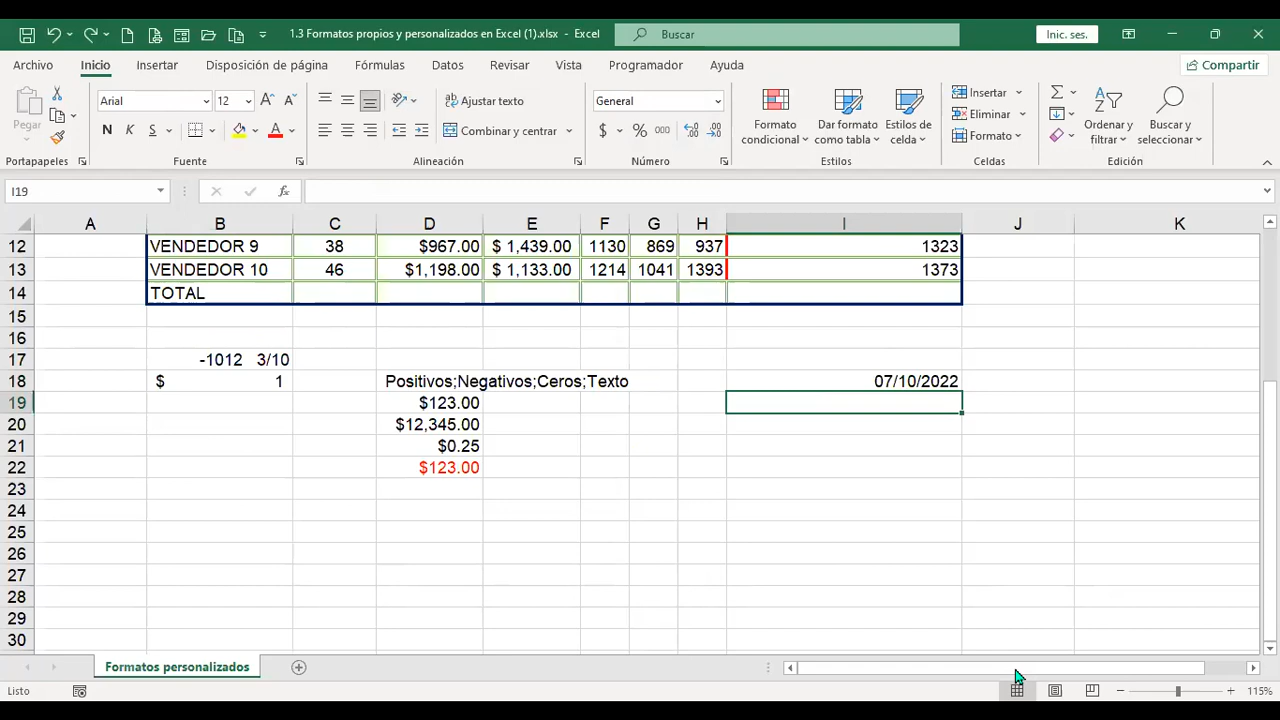 1.3 Formatos propios y personalizados en Excel (1).xlsx - Excel
Buscar
Inic. ses.
Archivo Inicio Insertar Disposición de página Fórmulas Datos Revisar Vista Programador Ayuda Compartir
Pegar
Arial 12
N K S
Ajustar texto
Combinar y centrar
General
$ % 000
Formato condicional
Dar formato como tabla
Estilos de celda
Insertar
Eliminar
Formato
Ordenar y filtrar
Buscar y seleccionar
Portapapeles Fuente Alineación Número Estilos Celdas Edición
I19 fx
A B C D E F G H I J K
12 VENDEDOR 9 38 $967.00 $ 1,439.00 1130 869 937 1323
13 VENDEDOR 10 46 $1,198.00 $ 1,133.00 1214 1041 1393 1373
14 TOTAL
15
16
17 -1012 3/10
18 $ 1 Positivos;Negativos;Ceros;Texto 07/10/2022
19 $123.00
20 $12,345.00
21 $0.25
22 $123.00
23
24
25
26
27
28
29
30
Formatos personalizados
Listo 115%